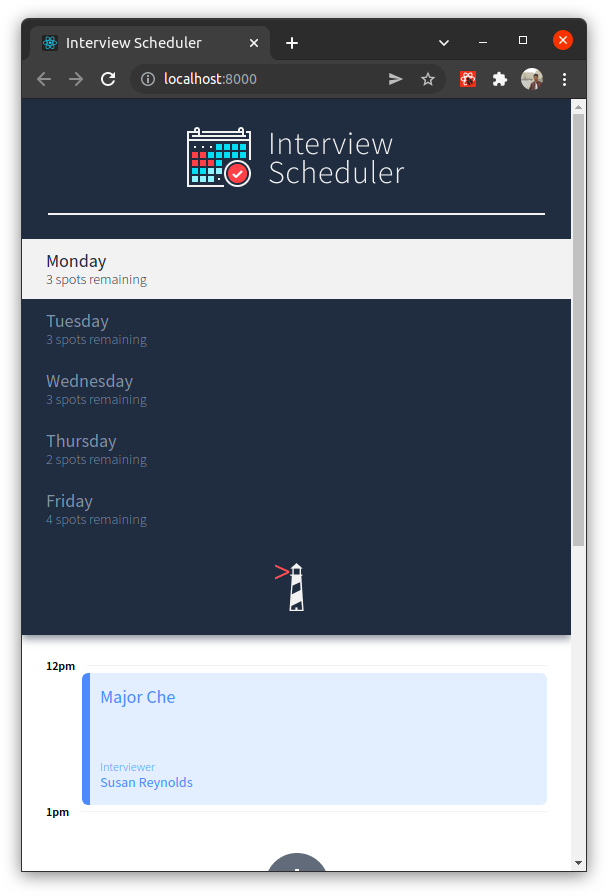 Interview Scheduler
localhost:8000
Interview
Scheduler
Monday
3 spots remaining
Tuesday
3 spots remaining
Wednesday
3 spots remaining
Thursday
2 spots remaining
Friday
4 spots remaining
12pm
Major Che
Interviewer
Susan Reynolds
1pm